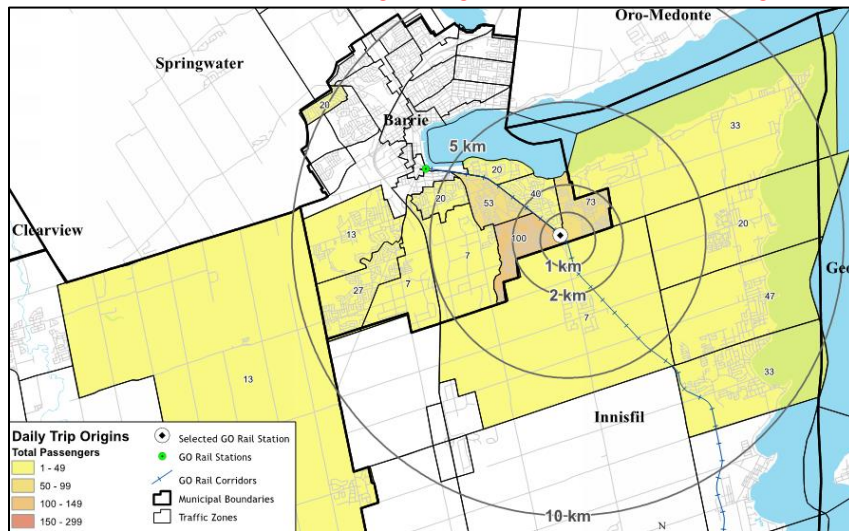 Oro-Medonte
Springwater
33
20
Barrie
5 km
20
40
20
53
73
13
20
Clearview
100
7
Geo
1 km
27
7
2 km
47
7
33
13
Innisfil
Daily Trip Origins
Total Passengers
1 - 49
50 - 99
100 - 149
150 - 299
Selected GO Rail Station
GO Rail Stations
GO Rail Corridors
Municipal Boundaries
Traffic Zones
10 km
N